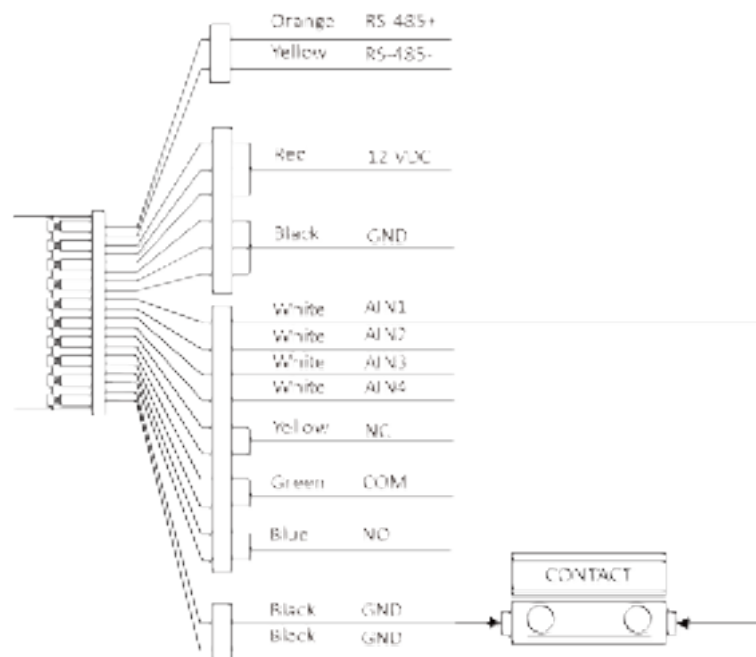 Orange RS-485+
Yellow RS-485-
Red 12 VDC
Black GND
White AIN1
White AIN2
White AIN3
White AIN4
Yellow NC
Green COM
Blue NO
CONTACT
Black GND
Black GND